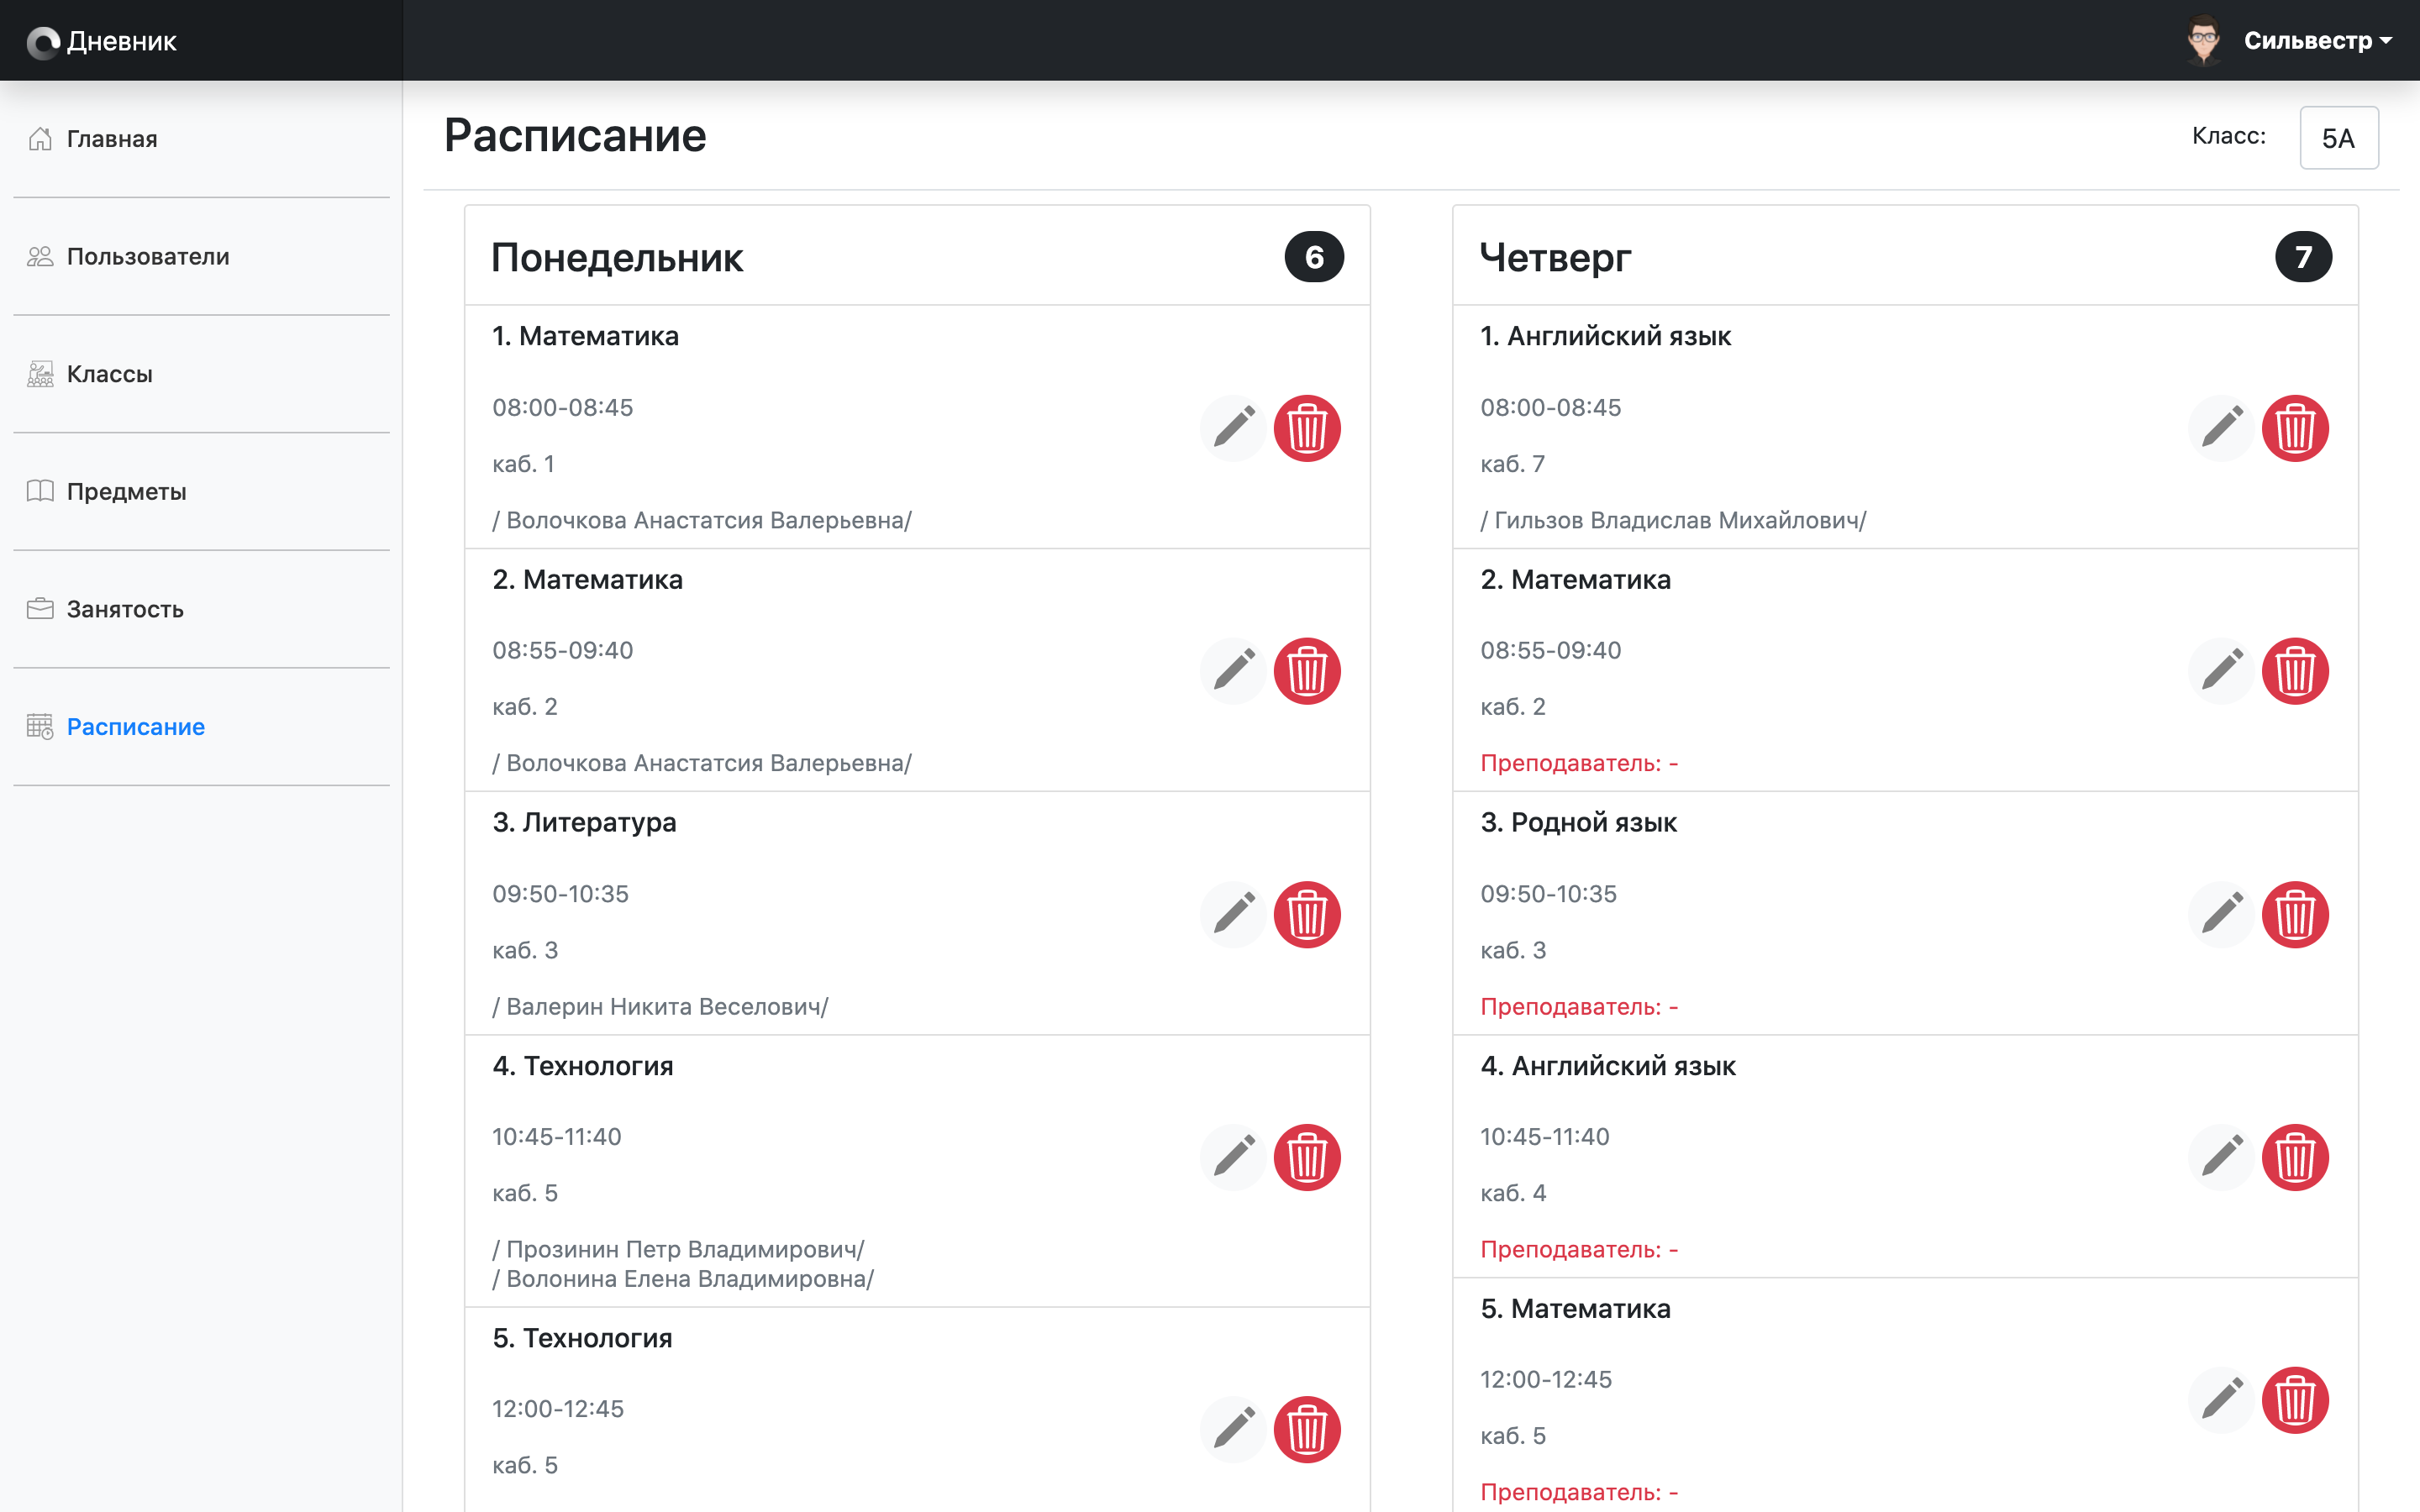 Дневник
Сильвестр
Главная
Пользователи
Классы
Предметы
Занятость
Расписание
Расписание
Класс:
5А
Понедельник
6
1. Математика
08:00-08:45
каб. 1
/ Волочкова Анастатсия Валерьевна/
2. Математика
08:55-09:40
каб. 2
/ Волочкова Анастатсия Валерьевна/
3. Литература
09:50-10:35
каб. 3
/ Валерин Никита Веселович/
4. Технология
10:45-11:40
каб. 5
/ Прозинин Петр Владимирович/
/ Волонина Елена Владимировна/
5. Технология
12:00-12:45
каб. 5
Четверг
7
1. Английский язык
08:00-08:45
каб. 7
/ Гильзов Владислав Михайлович/
2. Математика
08:55-09:40
каб. 2
Преподаватель: -
3. Родной язык
09:50-10:35
каб. 3
Преподаватель: -
4. Английский язык
10:45-11:40
каб. 4
Преподаватель: -
5. Математика
12:00-12:45
каб. 5
Преподаватель: -